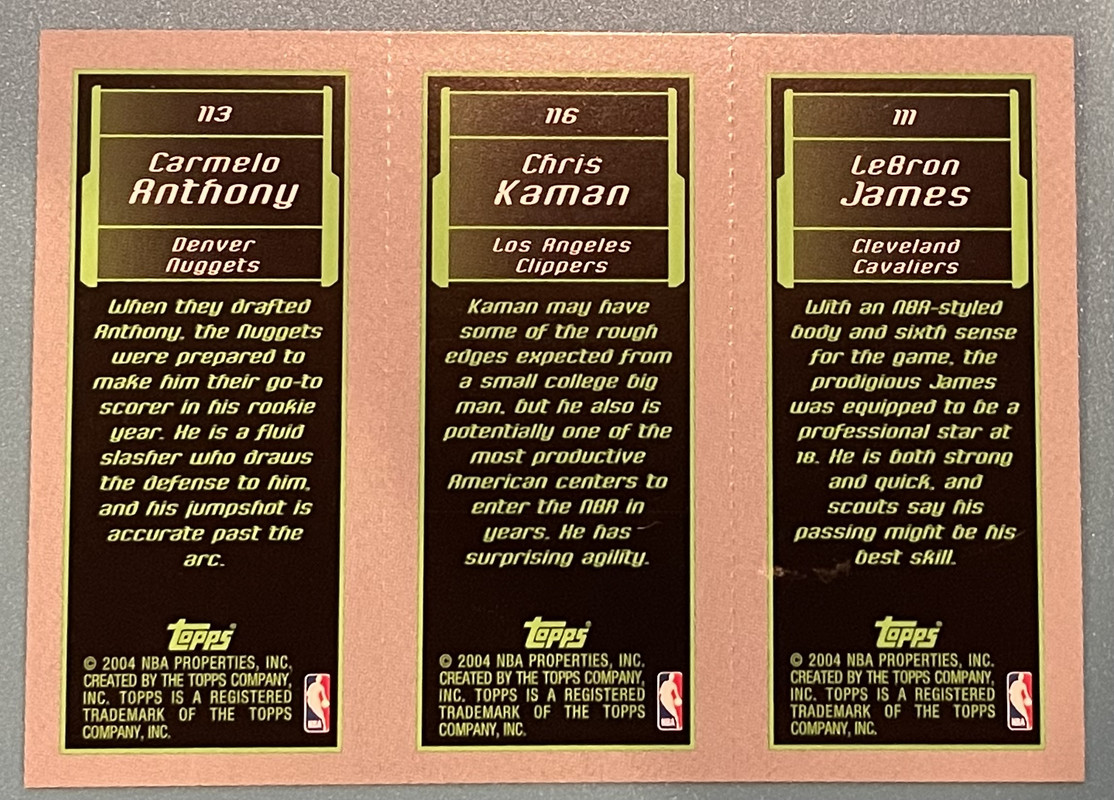 113
Carmelo
Anthony
Denver
Nuggets
When they drafted
Anthony, the Nuggets
were prepared to
make him their go-to
scorer in his rookie
year. He is a fluid
slasher who draws
the defense to him,
and his jumpshot is
accurate past the
arc.
Topps®
© 2004 NBA PROPERTIES, INC.
CREATED BY THE TOPPS COMPANY,
INC. TOPPS IS A REGISTERED
TRADEMARK OF THE TOPPS
COMPANY, INC.
NBA
116
Chris
Kaman
Los Angeles
Clippers
Kaman may have
some of the rough
edges expected from
a small college big
man, but he also is
potentially one of the
most productive
American centers to
enter the NBA in
years. He has
surprising agility.
Topps®
© 2004 NBA PROPERTIES, INC.
CREATED BY THE TOPPS COMPANY,
INC. TOPPS IS A REGISTERED
TRADEMARK OF THE TOPPS
COMPANY, INC.
NBA
111
LeBron
James
Cleveland
Cavaliers
With an NBA-styled
body and sixth sense
for the game, the
prodigious James
was equipped to be a
professional star at
18. He is both strong
and quick, and
scouts say his
passing might be his
best skill.
Topps®
© 2004 NBA PROPERTIES, INC.
CREATED BY THE TOPPS COMPANY,
INC. TOPPS IS A REGISTERED
TRADEMARK OF THE TOPPS
COMPANY, INC.
NBA